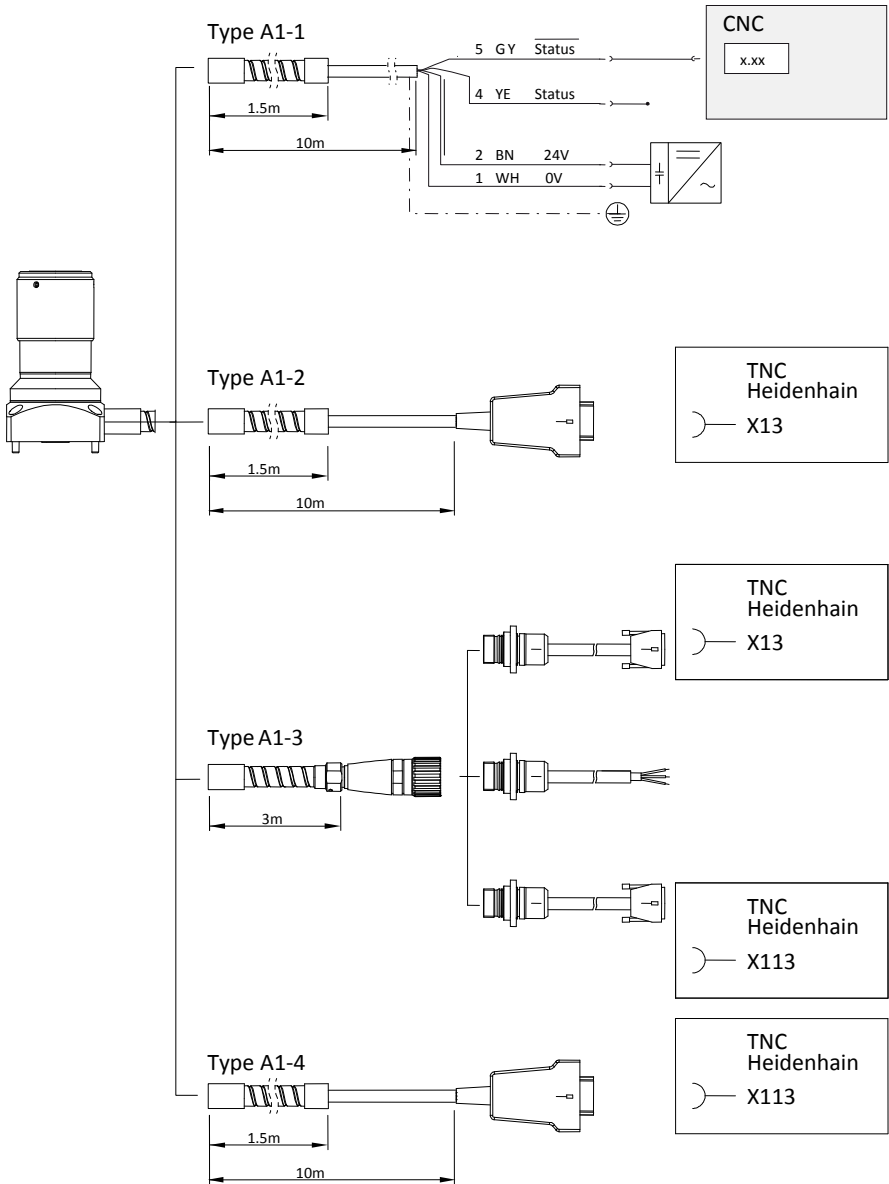 Type A1-1
1.5m
10m
5 GY Status
4 YE Status
2 BN 24V
1 WH 0V
CNC
x.xx
Type A1-2
1.5m
10m
TNC
Heidenhain
X13
TNC
Heidenhain
X13
Type A1-3
3m
TNC
Heidenhain
X113
Type A1-4
1.5m
10m
TNC
Heidenhain
X113